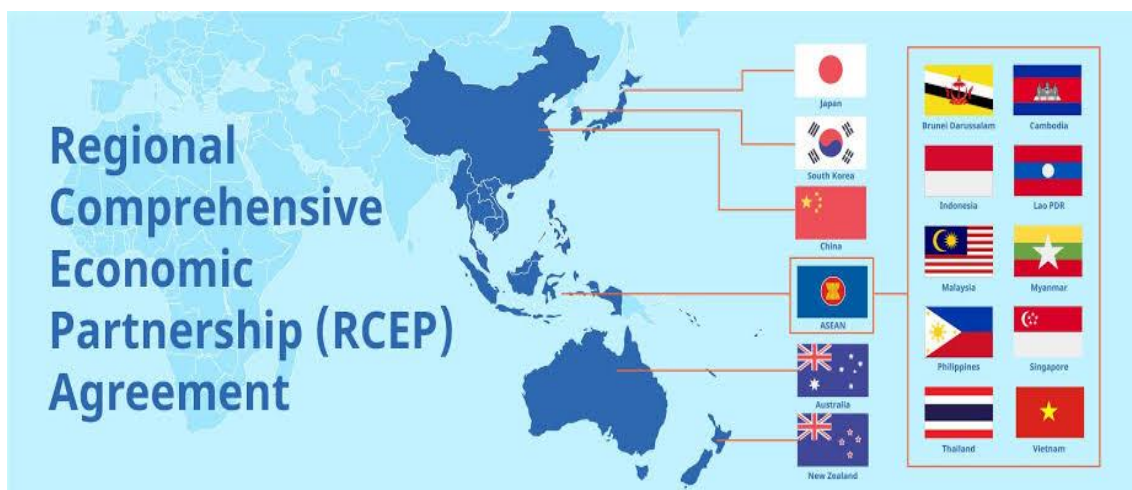 Regional
Comprehensive
Economic
Partnership (RCEP)
Agreement
Japan
South Korea
China
ASEAN
Australia
New Zealand
Brunei Darussalam
Cambodia
Indonesia
Lao PDR
Malaysia
Myanmar
Philippines
Singapore
Thailand
Vietnam